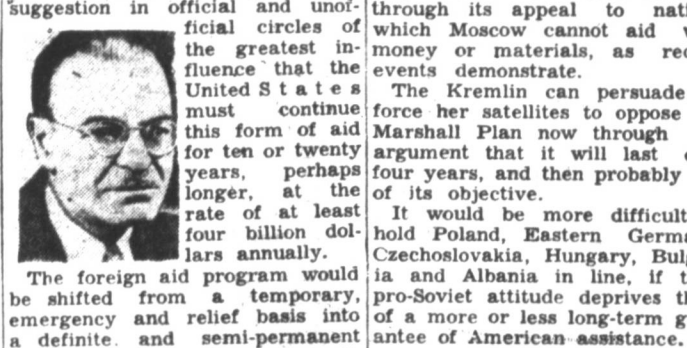 suggestion in official and unof-
ficial circles of
the greatest in-
fluence that the
United States
must continue
this form of aid
for ten or twenty
years, perhaps
longer, at the
rate of at least
four billion dol-
lars annually.
The foreign aid program would
be shifted from a temporary,
emergency and relief basis into
a definite and semi-permanent
through its appeal to nati
which Moscow cannot aid
money or materials, as rec
events demonstrate.
The Kremlin can persuade
force her satellites to oppose
Marshall Plan now through
argument that it will last
four years, and then probably
of its objective.
It would be more difficult
hold Poland, Eastern Germa
Czechoslovakia, Hungary, Bulg
ia and Albania in line, if t
pro-Soviet attitude deprives th
of a more or less long-term g
antee of American assistance.